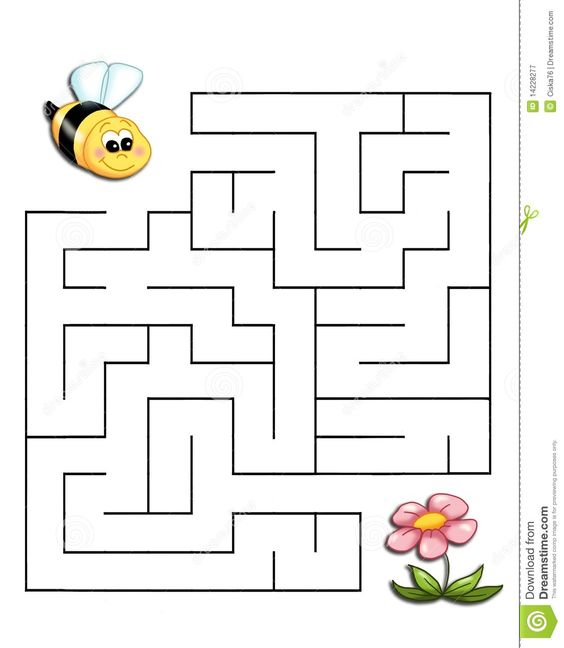 14228277
Ciska76 | Dreamstime.com
Download from
Dreamstime.com
This watermarked comp image is for previewing purposes only.
ID
©